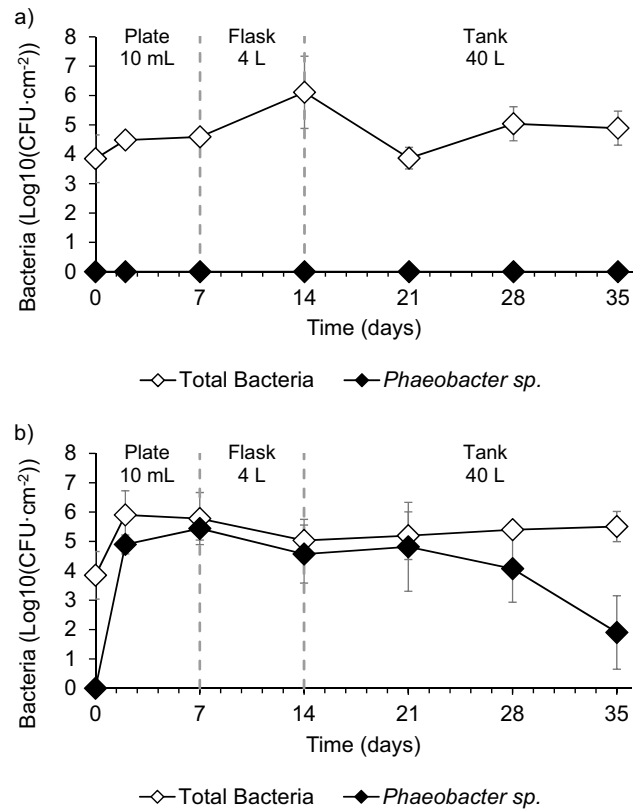 a)
Plate
10 mL
Flask
4 L
Tank
40 L
Bacteria (Log10(CFU·cm⁻²))
8
7
6
5
4
3
2
1
0
0 7 14 21 28 35
Time (days)
Total Bacteria Phaeobacter sp.
b)
Plate
10 mL
Flask
4 L
Tank
40 L
Bacteria (Log10(CFU·cm⁻²))
8
7
6
5
4
3
2
1
0
0 7 14 21 28 35
Time (days)
Total Bacteria Phaeobacter sp.